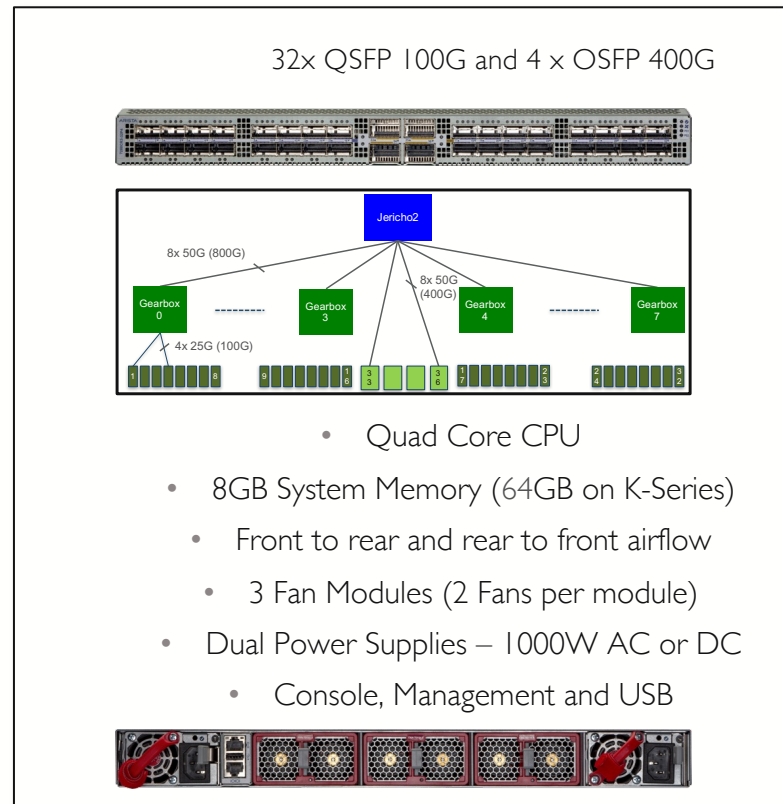 32x QSFP 100G and 4 x OSFP 400G
Jericho2
8x 50G (800G)
8x 50G
(400G)
Gearbox
0
Gearbox
3
Gearbox
4
Gearbox
7
4x 25G (100G)
1 8
9 16
33 36
17 23
24 32
• Quad Core CPU
• 8GB System Memory (64GB on K-Series)
• Front to rear and rear to front airflow
• 3 Fan Modules (2 Fans per module)
• Dual Power Supplies – 1000W AC or DC
• Console, Management and USB